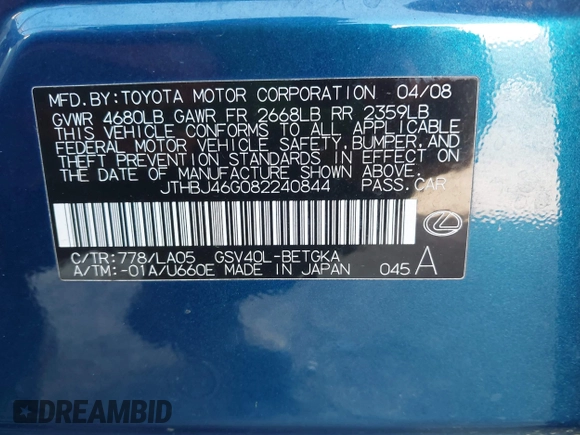 MFD.BY:TOYOTA MOTOR CORPORATION 04/08
GVWR 4680LB GAWR FR 2668LB RR 2359LB
THIS VEHICLE CONFORMS TO ALL APPLICABLE
FEDERAL MOTOR VEHICLE SAFETY,BUMPER,AND
THEFT PREVENTION STANDARDS IN EFFECT ON
THE DATE OF MANUFACTURE SHOWN ABOVE.
JTHBJ46G082240844 PASS.CAR
C/TR:778/LA05 GSV40L-BETGKA
A/TM:-01A/U660E MADE IN JAPAN 045 A
DREAMBID